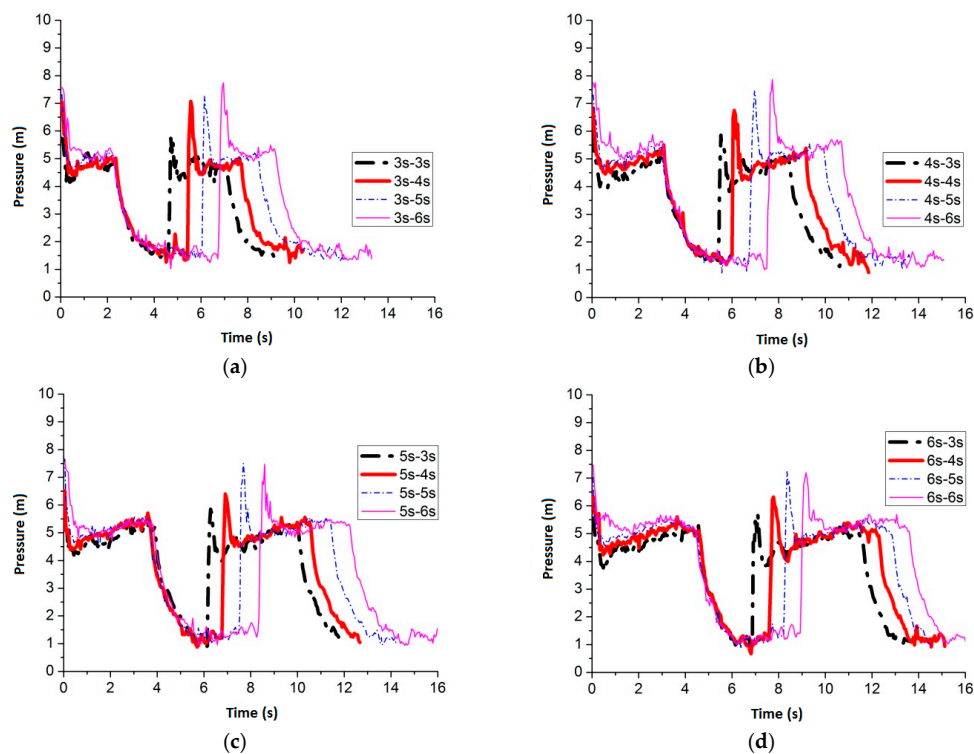 (a)
10
9
8
7
6
5
4
3
2
1
0
Pressure (m)
0 2 4 6 8 10 12 14 16
Time (s)
3s-3s
3s-4s
3s-5s
3s-6s
(b)
10
9
8
7
6
5
4
3
2
1
0
Pressure (m)
0 2 4 6 8 10 12 14 16
Time (s)
4s-3s
4s-4s
4s-5s
4s-6s
(c)
10
9
8
7
6
5
4
3
2
1
0
Pressure (m)
0 2 4 6 8 10 12 14 16
Time (s)
5s-3s
5s-4s
5s-5s
5s-6s
(d)
10
9
8
7
6
5
4
3
2
1
0
Pressure (m)
0 2 4 6 8 10 12 14 16
Time (s)
6s-3s
6s-4s
6s-5s
6s-6s